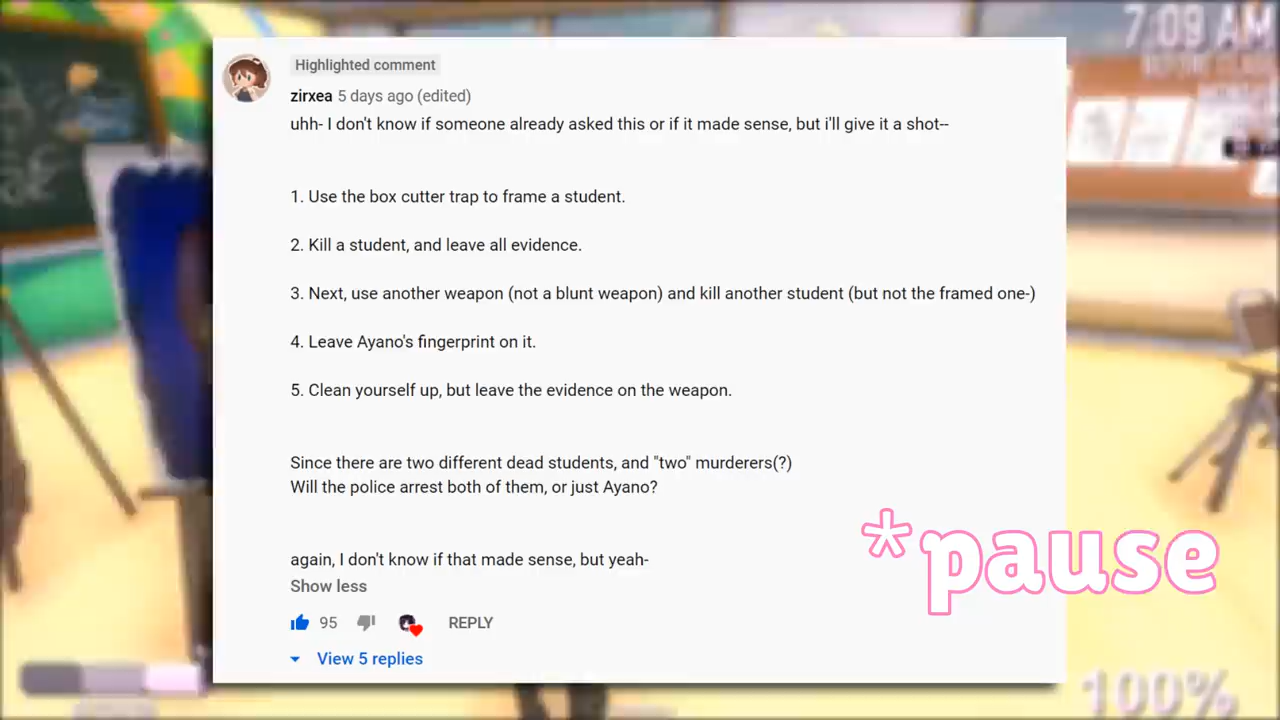 7:09 AM
Highlighted comment
zirxea 5 days ago (edited)
uhh- I don't know if someone already asked this or if it made sense, but i'll give it a shot--
1. Use the box cutter trap to frame a student.
2. Kill a student, and leave all evidence.
3. Next, use another weapon (not a blunt weapon) and kill another student (but not the framed one-)
4. Leave Ayano's fingerprint on it.
5. Clean yourself up, but leave the evidence on the weapon.
Since there are two different dead students, and "two" murderers(?)
Will the police arrest both of them, or just Ayano?
again, I don't know if that made sense, but yeah-
Show less
95 REPLY
View 5 replies
*pause
100%